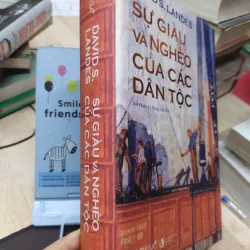 DAVID S. LANDES
SỰ GIÀU VÀ NGHÈO CỦA CÁC DÂN TỘC
S. LANDES
SỰ GIÀU
VÀ NGHÈO
CỦA CÁC
DÂN TỘC
Smile
friends